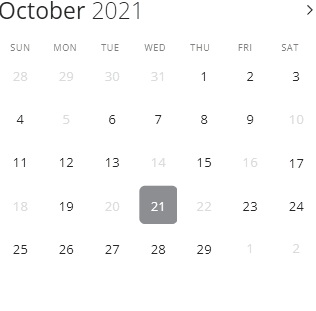 October 2021 >
SUN MON TUE WED THU FRI SAT
28 29 30 31 1 2 3
4 5 6 7 8 9 10
11 12 13 14 15 16 17
18 19 20 21 22 23 24
25 26 27 28 29 1 2